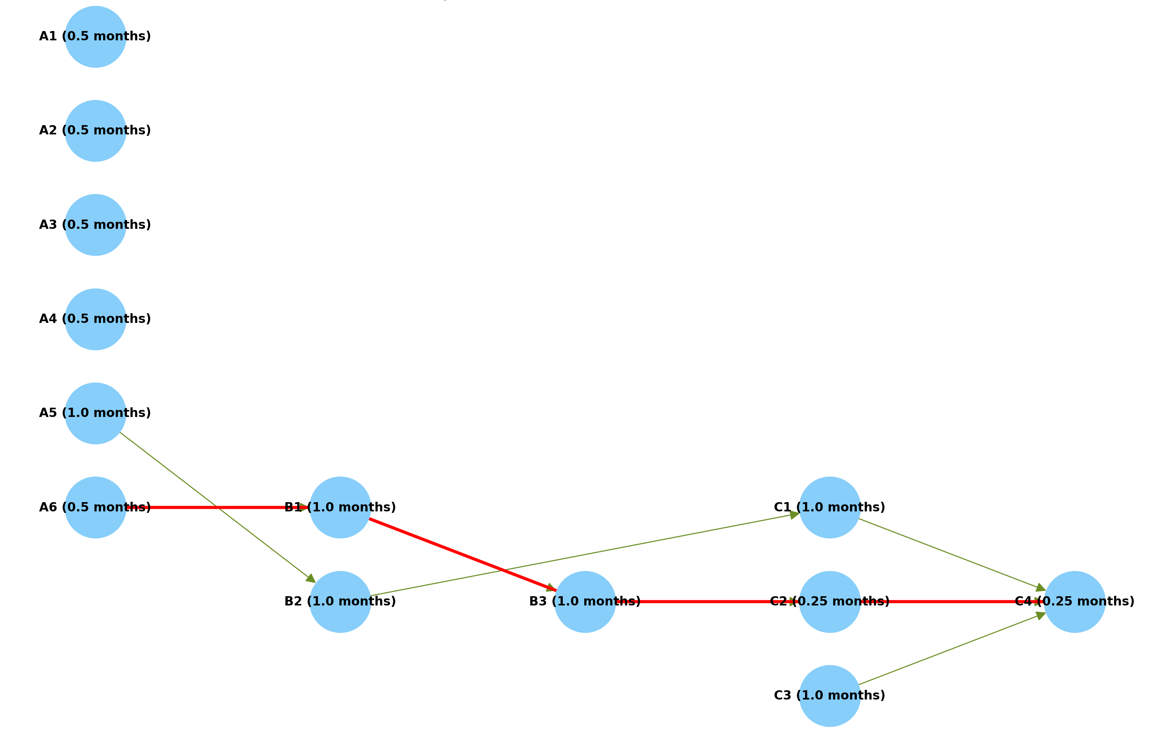 A1 (0.5 months)
A2 (0.5 months)
A3 (0.5 months)
A4 (0.5 months)
A5 (1.0 months)
A6 (0.5 months)
B1 (1.0 months)
C1 (1.0 months)
B2 (1.0 months)
B3 (1.0 months)
C2 (0.25 months)
C4 (0.25 months)
C3 (1.0 months)